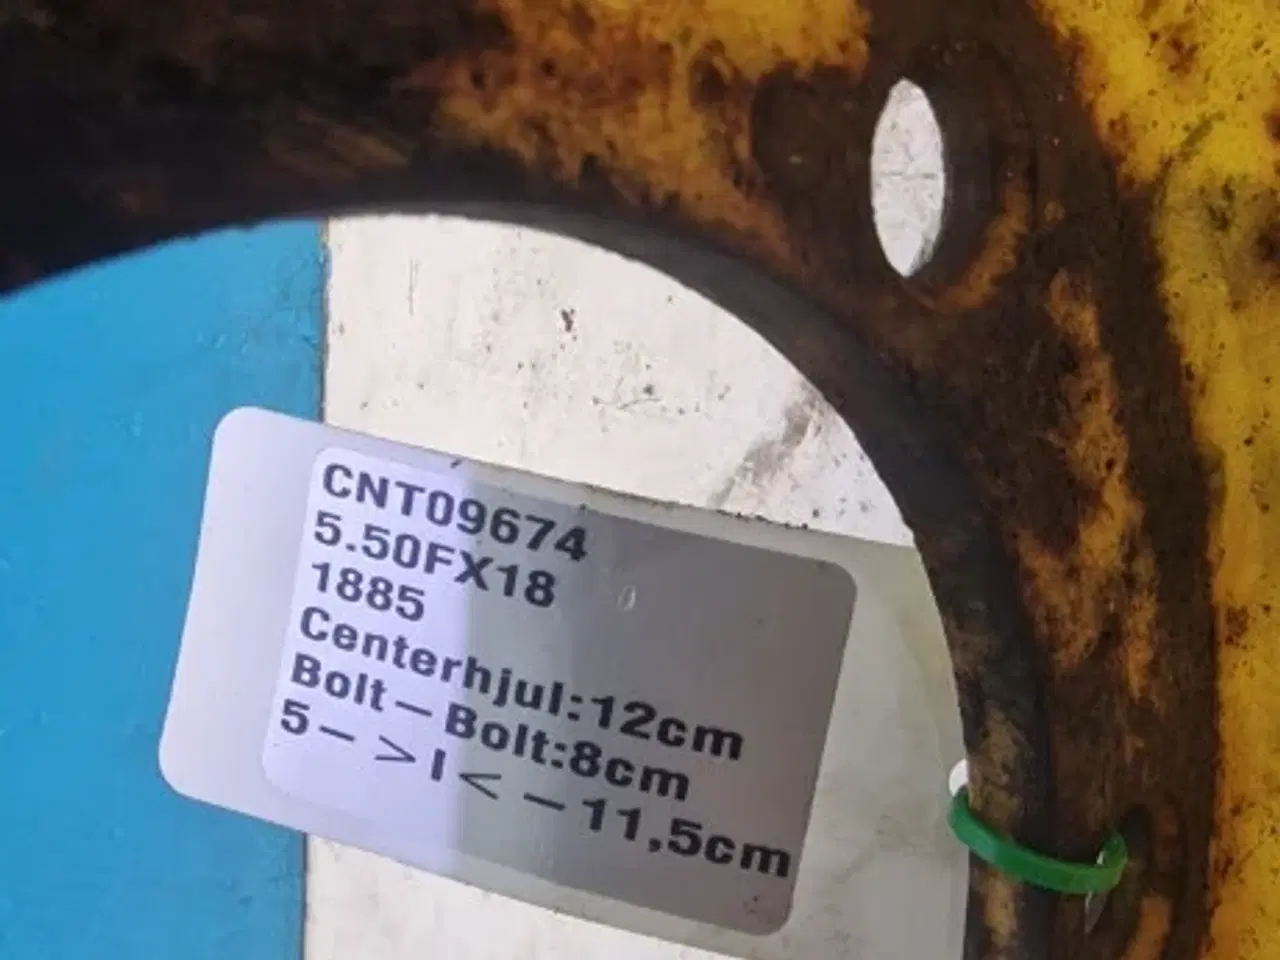 CNT09674
5.50FX18
1885
Centerhjul:12cm
Bolt-Bolt:8cm
5->I<-11,5cm